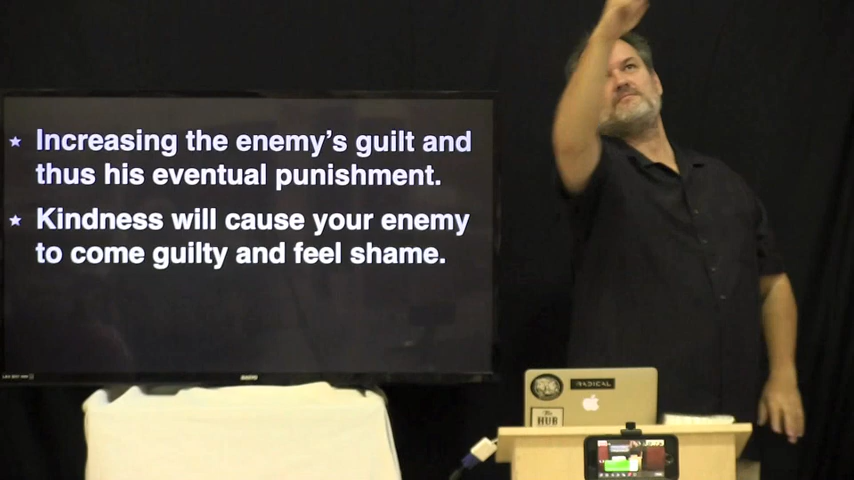 Increasing the enemy's guilt and
thus his eventual punishment.
Kindness will cause your enemy
to come guilty and feel shame.
RADICAL
HUB